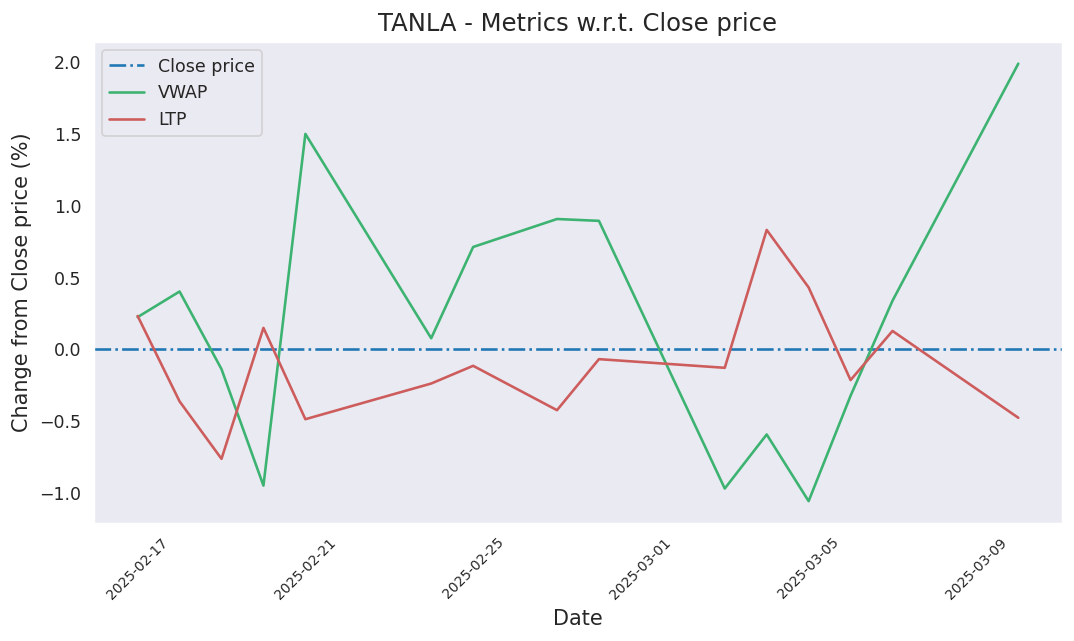 TANLA - Metrics w.r.t. Close price
Close price
VWAP
LTP
Change from Close price (%)
2.0
1.5
1.0
0.5
0.0
−0.5
−1.0
2025-02-17
2025-02-21
2025-02-25
2025-03-01
2025-03-05
2025-03-09
Date